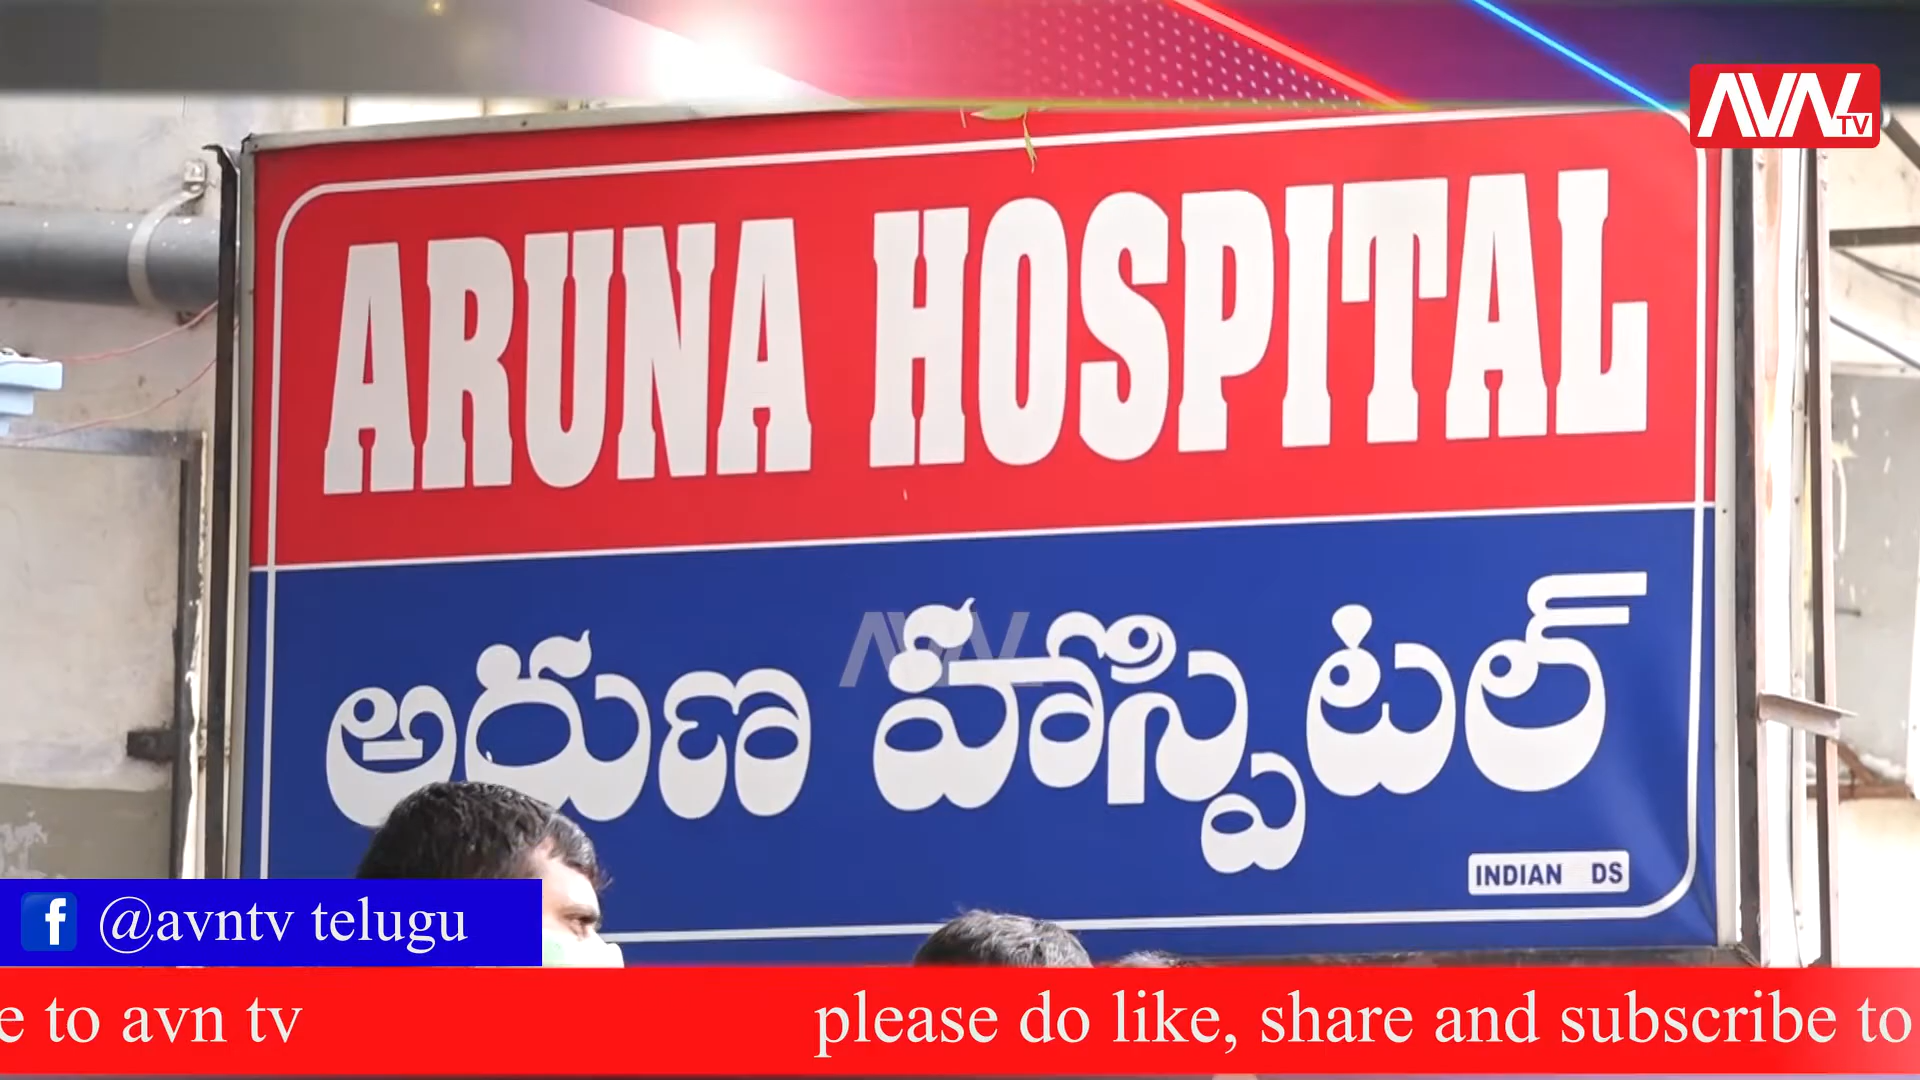 AVN TV
ARUNA HOSPITAL
అరుణ హాస్పిటల్
AVN
INDIAN DS
f @avntv telugu
e to avn tv please do like, share and subscribe to